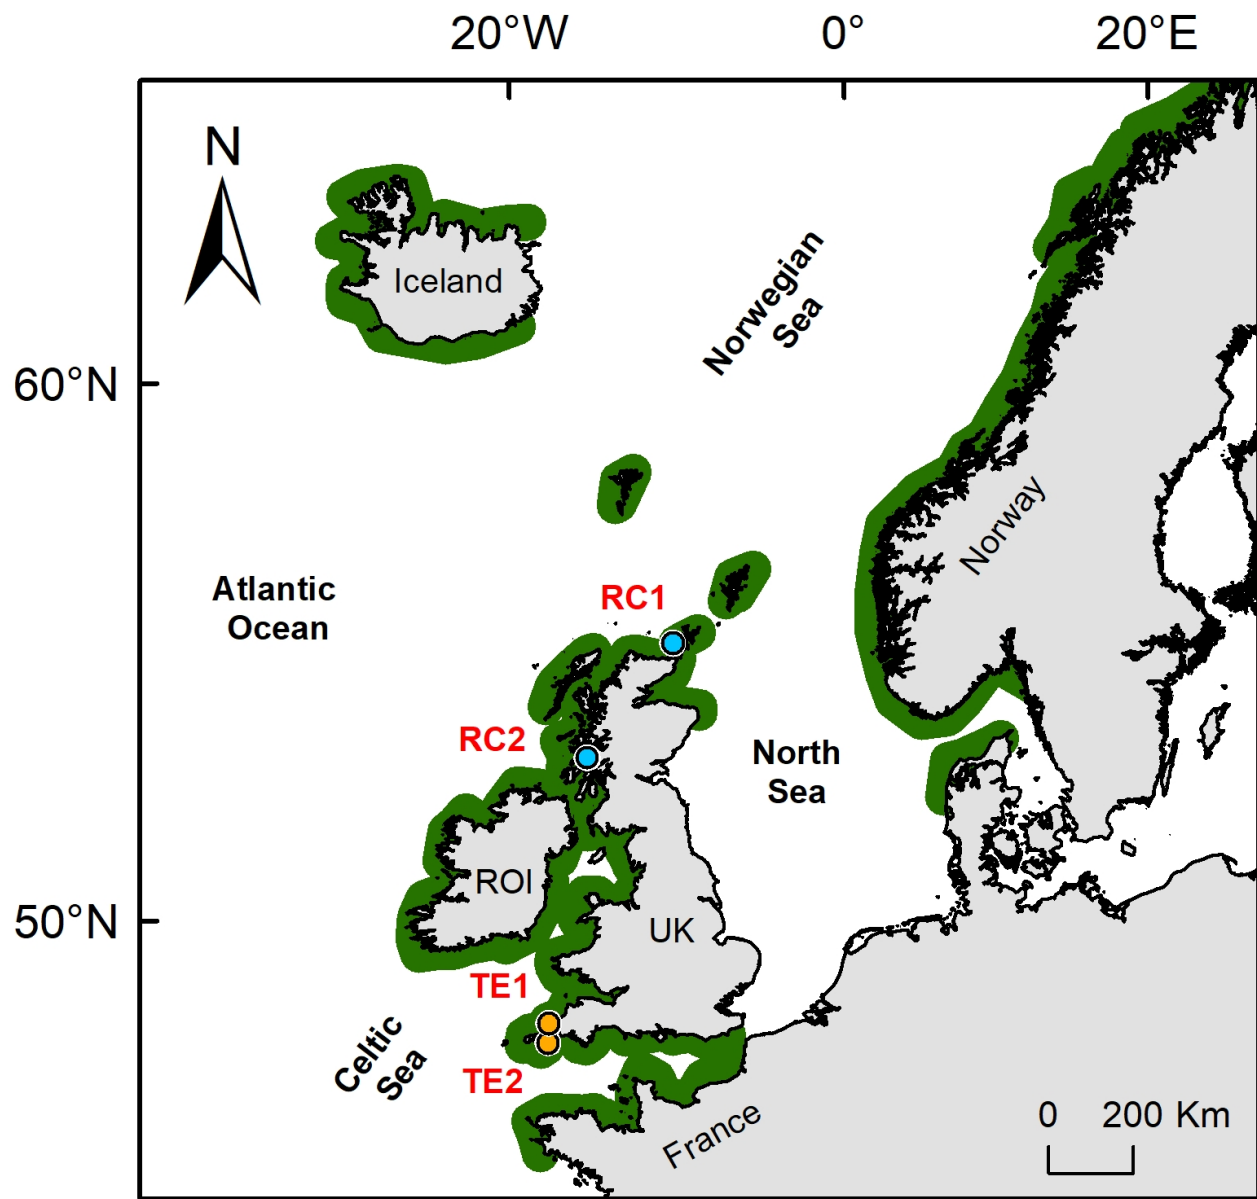 20°W 0° 20°E
N
Iceland
Norwegian
Sea
60°N
Norway
Atlantic
Ocean
RC1
RC2
North
Sea
ROI
50°N
UK
TE1
Celtic
Sea
TE2
France
0 200 Km